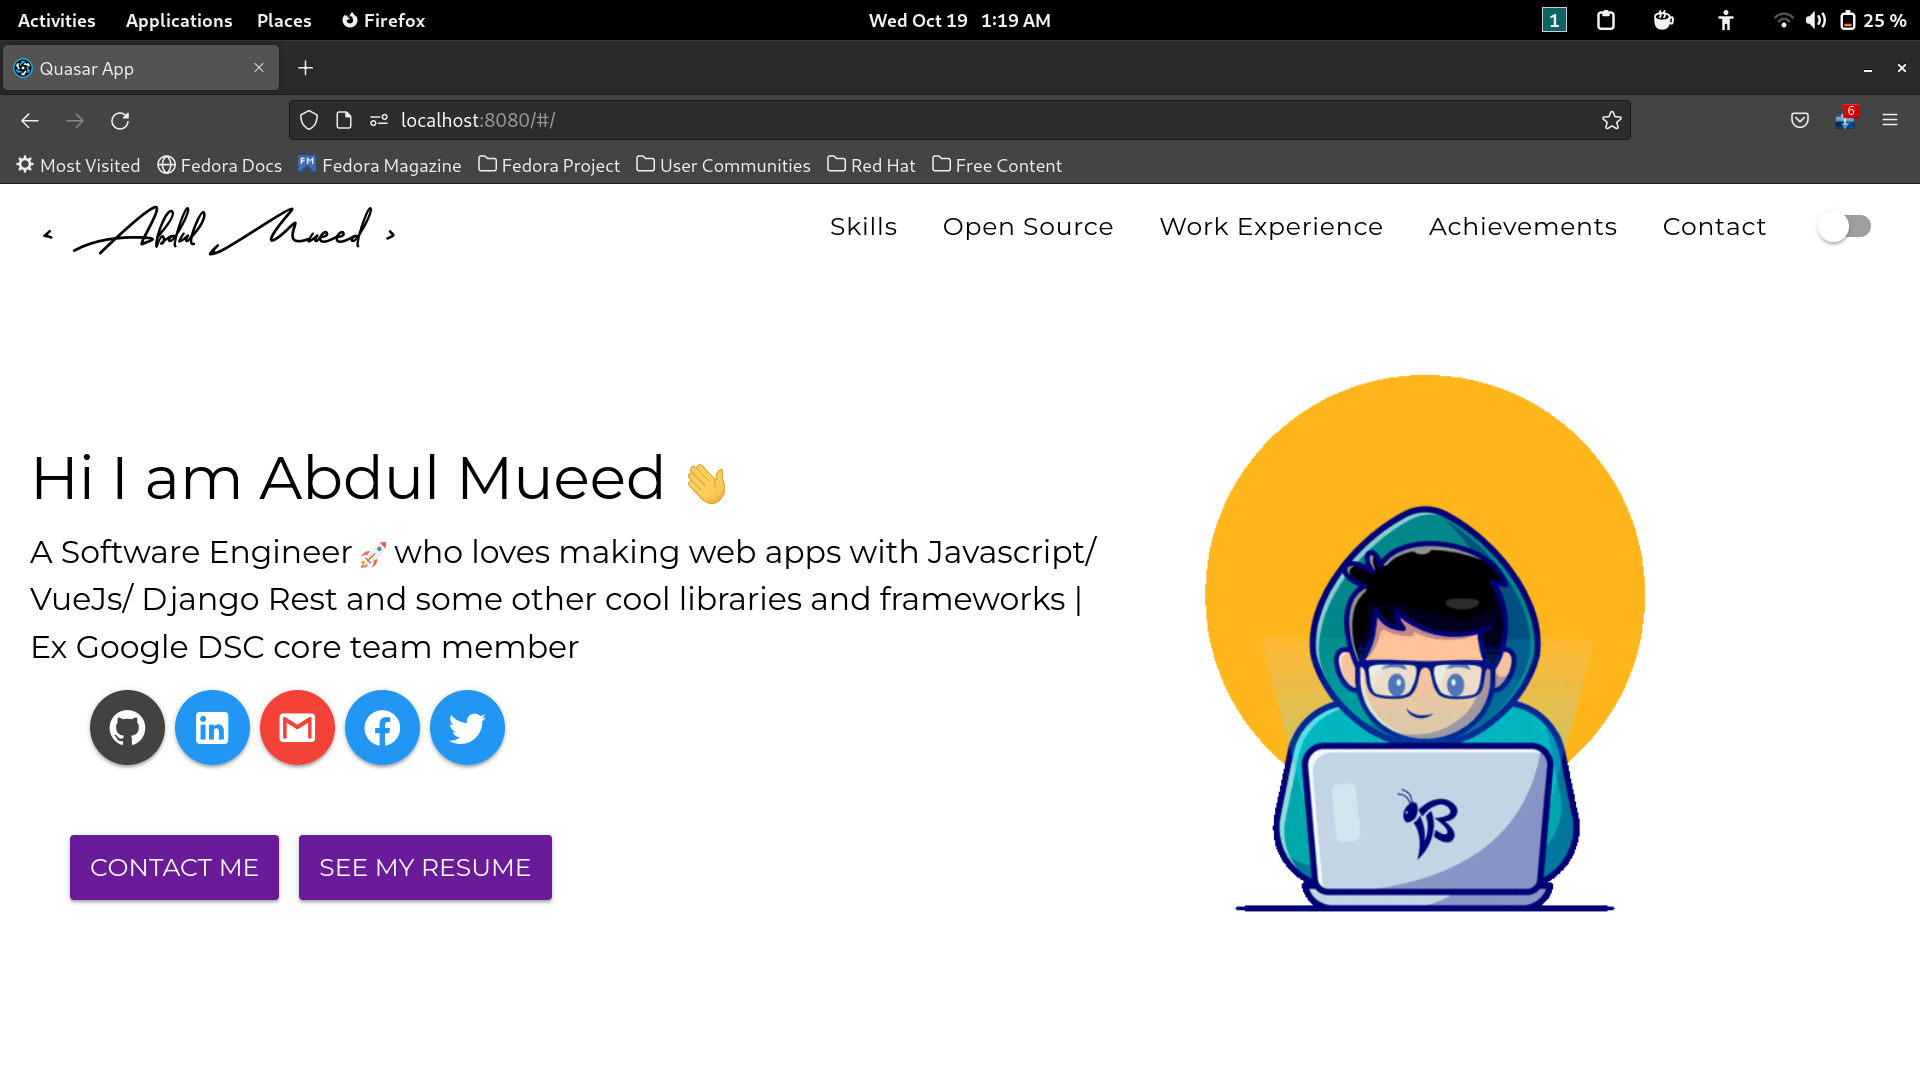 Activities Applications Places Firefox Wed Oct 19 1:19 AM 1 25 %
Quasar App
localhost:8080/#/ 6
Most Visited Fedora Docs FM Fedora Magazine Fedora Project User Communities Red Hat Free Content
< Abdul Mueed > Skills Open Source Work Experience Achievements Contact
Hi I am Abdul Mueed 👋
A Software Engineer 🚀 who loves making web apps with Javascript/
VueJs/ Django Rest and some other cool libraries and frameworks |
Ex Google DSC core team member
CONTACT ME SEE MY RESUME